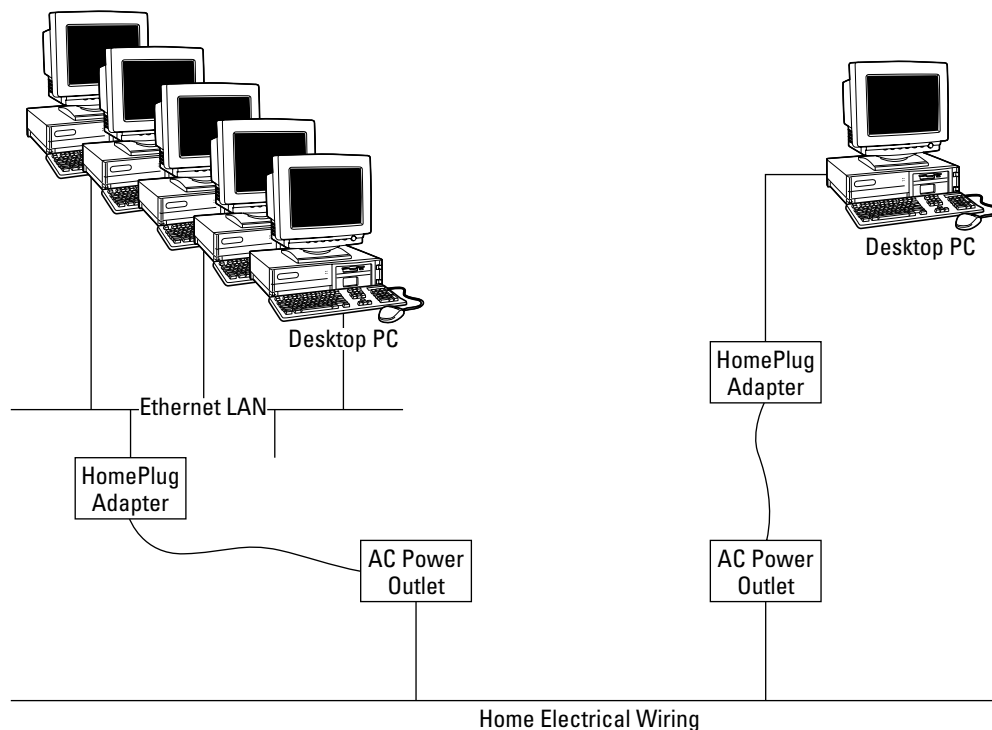 Desktop PC
Desktop PC
HomePlug
Adapter
Ethernet LAN
HomePlug
Adapter
AC Power
Outlet
AC Power
Outlet
Home Electrical Wiring